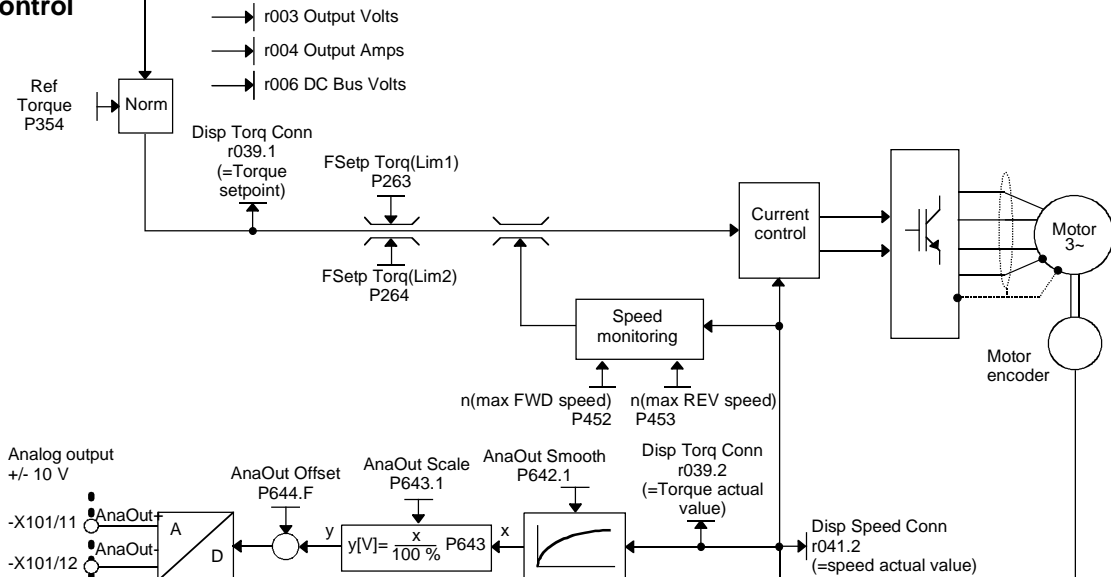 ontrol
r003 Output Volts
r004 Output Amps
r006 DC Bus Volts
Ref
Torque
P354
Norm
Disp Torq Conn
r039.1
(=Torque
setpoint)
FSetp Torq(Lim1)
P263
FSetp Torq(Lim2)
P264
Current
control
Motor
3~
Speed
monitoring
Motor
encoder
n(max FWD speed)
P452
n(max REV speed)
P453
Analog output
+/- 10 V
AnaOut Offset
P644.F
AnaOut Scale
P643.1
AnaOut Smooth
P642.1
Disp Torq Conn
r039.2
(=Torque actual
value)
-X101/11
AnaOut+
A
D
y
y[V]= x / 100 % P643
x
Disp Speed Conn
r041.2
(=speed actual value)
-X101/12
AnaOut-